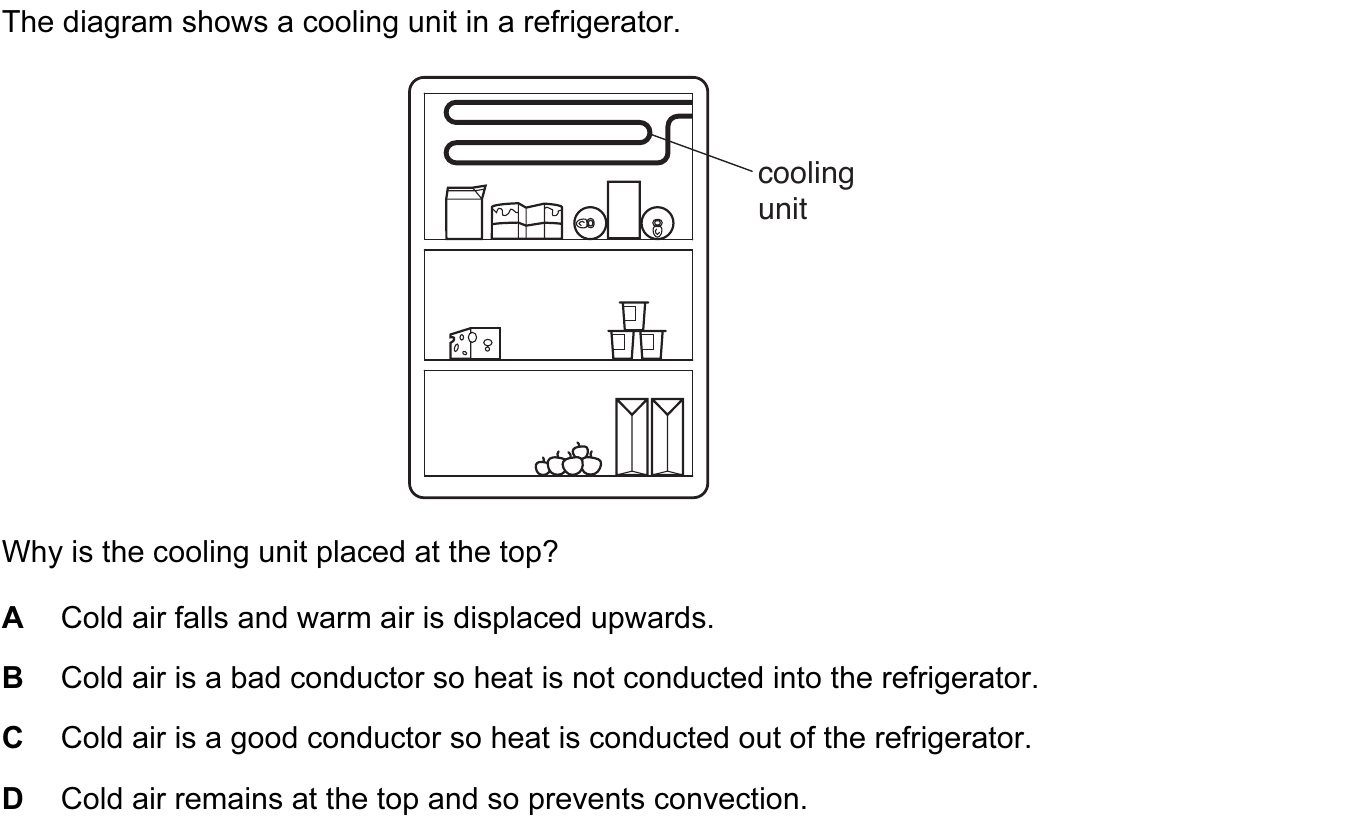 The diagram shows a cooling unit in a refrigerator.
cooling
unit
Why is the cooling unit placed at the top?
A Cold air falls and warm air is displaced upwards.
B Cold air is a bad conductor so heat is not conducted into the refrigerator.
C Cold air is a good conductor so heat is conducted out of the refrigerator.
D Cold air remains at the top and so prevents convection.